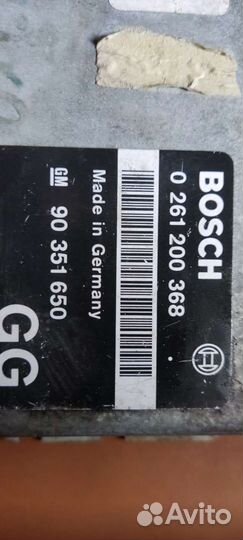 BOSCH
0 261 200 368
Made in Germany
GM 90 351 650
GG
Avito